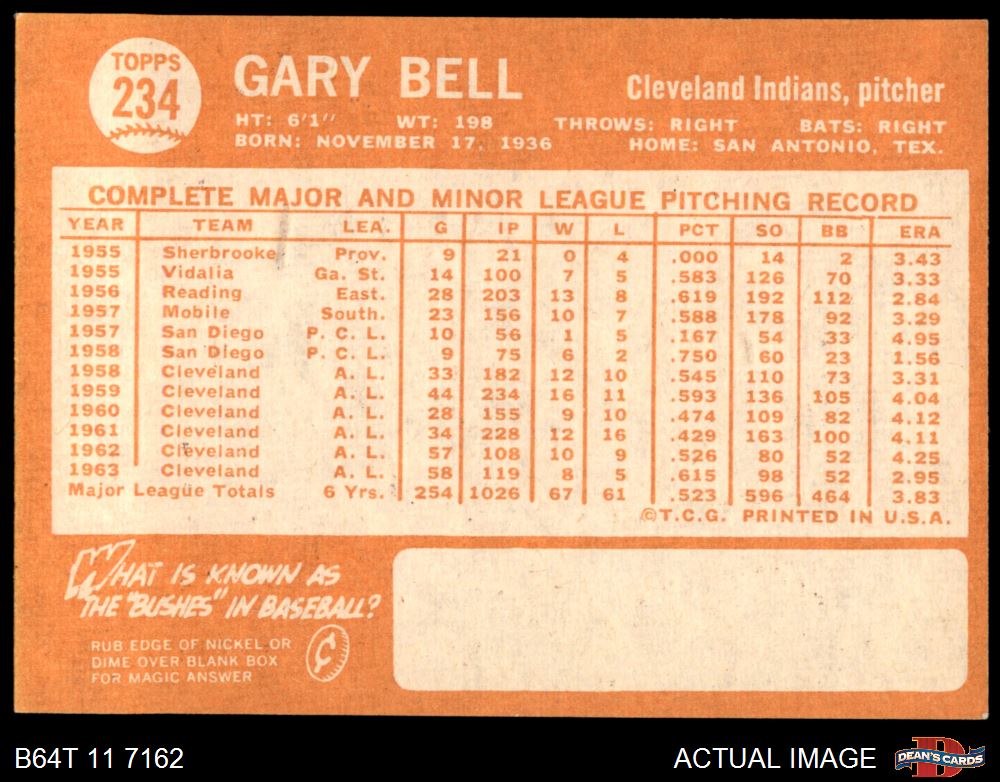 TOPPS
234
GARY BELL
Cleveland Indians, pitcher
HT: 6'1" WT: 198 THROWS: RIGHT BATS: RIGHT
BORN: NOVEMBER 17, 1936 HOME: SAN ANTONIO, TEX.
COMPLETE MAJOR AND MINOR LEAGUE PITCHING RECORD
YEAR TEAM LEA. G IP W L PCT SO BB ERA
1955 Sherbrooke Prov. 9 21 0 4 .000 14 2 3.43
1955 Vidalia Ga. St. 14 100 7 5 .583 126 70 3.33
1956 Reading East. 28 203 13 8 .619 192 112 2.84
1957 Mobile South. 23 156 10 7 .588 178 92 3.29
1957 San Diego P. C. L. 10 56 1 5 .167 54 33 4.95
1958 San Diego P. C. L. 9 75 6 2 .750 60 23 1.56
1958 Cleveland A. L. 33 182 12 10 .545 110 73 3.31
1959 Cleveland A. L. 44 234 16 11 .593 136 105 4.04
1960 Cleveland A. L. 28 155 9 10 .474 109 82 4.12
1961 Cleveland A. L. 34 228 12 16 .429 163 100 4.11
1962 Cleveland A. L. 57 108 10 9 .526 80 52 4.25
1963 Cleveland A. L. 58 119 8 5 .615 98 52 2.95
Major League Totals 6 Yrs. 254 1026 67 61 .523 596 464 3.83
©T.C.G. PRINTED IN U.S.A.
WHAT IS KNOWN AS
THE "BUSHES" IN BASEBALL?
RUB EDGE OF NICKEL OR
DIME OVER BLANK BOX
FOR MAGIC ANSWER
¢
B64T 11 7162
ACTUAL IMAGE
D
DEAN'S CARDS